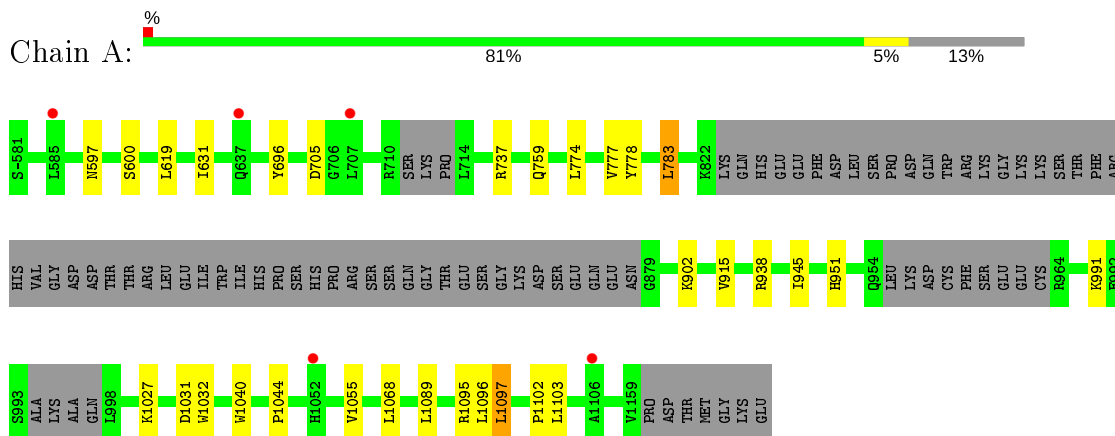 %
Chain A:
81% 5% 13%
S-581 L585 N597 S600 L619 I631 Q637 Y696 D705 G706 L707 R710 SER LYS PRO L714 R737 Q759 L774 V777 Y778 L783 K822 LYS GLN HIS GLU GLU PHE ASP LEU SER PRO ASP GLN TRP ARG LYS GLY LYS LYS SER THR PHE ARG
HIS VAL GLY ASP ASP THR THR ARG LEU GLU ILE TRP ILE HIS PRO SER HIS PRO ARG SER SER GLN GLY THR GLU SER GLY LYS ASP SER GLU GLN GLU ASN G879 K902 V915 R938 I945 H951 Q954 LEU LYS ASP CYS PHE SER GLU GLU CYS R964 K991
S993 ALA LYS ALA GLN L998 K1027 D1031 W1032 W1040 P1044 H1052 V1055 L1068 L1089 R1095 L1096 L1097 P1102 L1103 A1106 V1159 PRO ASP THR MET GLY LYS GLU